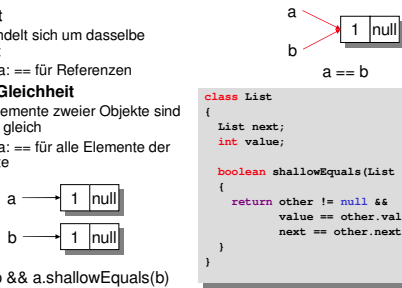 ndelt sich um dasselbe
a: == für Referenzen
Gleichheit
emente zweier Objekte sind
gleich
a: == für alle Elemente der
a 1 null
b 1 null
&& a.shallowEquals(b)
a
b
1 null
a == b
class List
{
List next;
int value;
boolean shallowEquals(List
{
return other != null &&
value == other.val
next == other.next
}
}